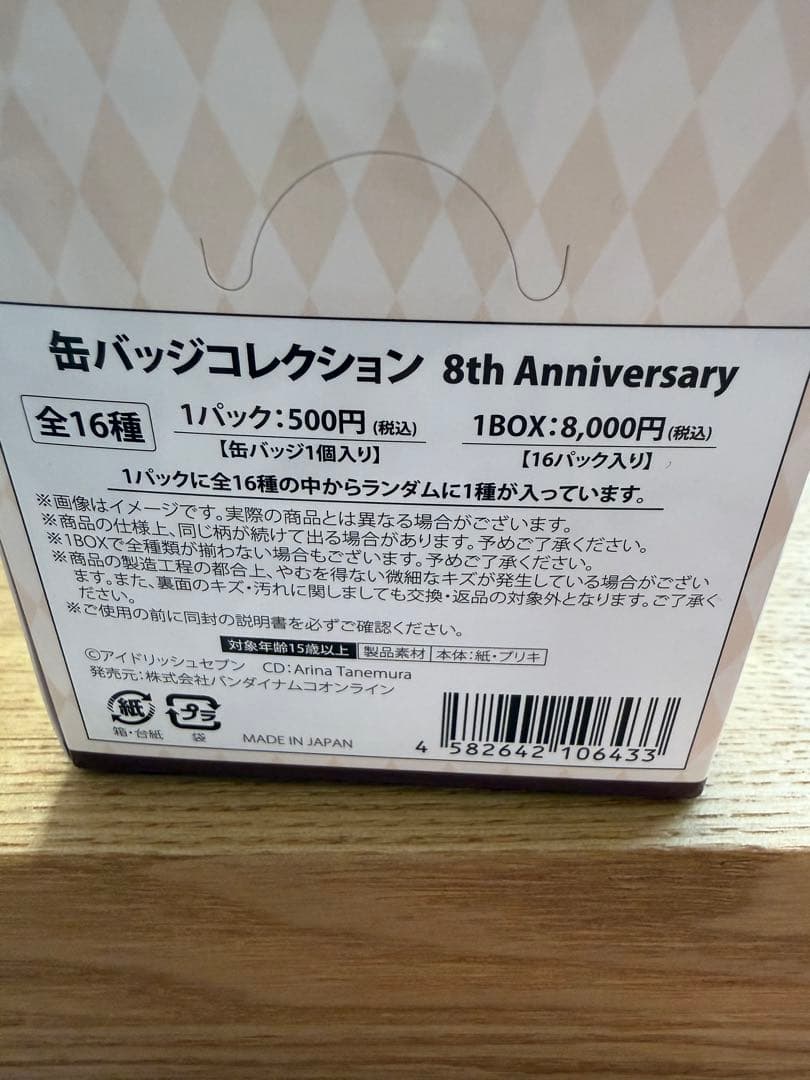 缶バッジコレクション 8th Anniversary
全16種
1パック：500円(税込)
【缶バッジ1個入り】
1BOX：8,000円(税込)
【16パック入り】
1パックに全16種の中からランダムに1種が入っています。
※画像はイメージです。実際の商品とは異なる場合がございます。
※商品の仕様上、同じ柄が続けて出る場合があります。予めご了承ください。
※1BOXで全種類が揃わない場合もございます。予めご了承ください。
※商品の製造工程の都合上、やむを得ない微細なキズが発生している場合がござい
ます。また、裏面のキズ・汚れに関しましても交換・返品の対象外となります。ご了承く
ださい。
※ご使用の前に同封の説明書を必ずご確認ください。
対象年齢15歳以上 製品素材 本体：紙・ブリキ
©アイドリッシュセブン CD：Arina Tanemura
発売元：株式会社バンダイナムコオンライン
紙 プラ
箱・台紙 袋 MADE IN JAPAN
4 582642 106433